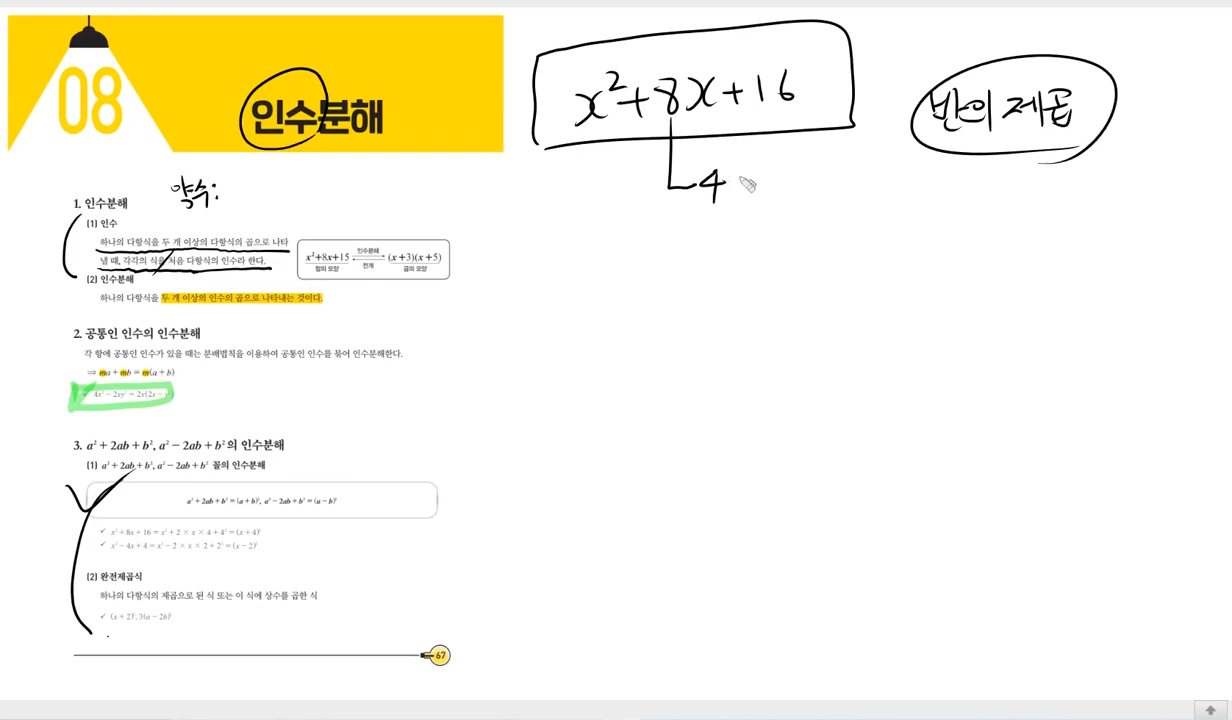 08
인수분해
x²+8x+16
반의 제곱
4
약수:
1. 인수분해
(1) 인수
하나의 다항식을 두 개 이상의 다항식의 곱으로 나타
낼 때, 각각의 식을 처음 다항식의 인수라 한다.
x²+8x+15 인수분해 전개 (x+3)(x+5)
합의 모양 곱의 모양
(2) 인수분해
하나의 다항식을 두 개 이상의 인수의 곱으로 나타내는 것이다.
2. 공통인 인수의 인수분해
각 항에 공통인 인수가 있을 때는 분배법칙을 이용하여 공통인 인수를 묶어 인수분해한다.
⇒ ma + mb = m(a + b)
✓ 4x² − 2xy² = 2x(2x − y²)
3. a² + 2ab + b², a² − 2ab + b²의 인수분해
(1) a² + 2ab + b², a² − 2ab + b² 꼴의 인수분해
a² + 2ab + b² = (a + b)², a² − 2ab + b² = (a − b)²
✓ x² + 8x + 16 = x² + 2 × x × 4 + 4² = (x + 4)²
✓ x² − 4x + 4 = x² − 2 × x × 2 + 2² = (x − 2)²
(2) 완전제곱식
하나의 다항식의 제곱으로 된 식 또는 이 식에 상수를 곱한 식
✓ (x + 2)², 3(a − 2b)²
67